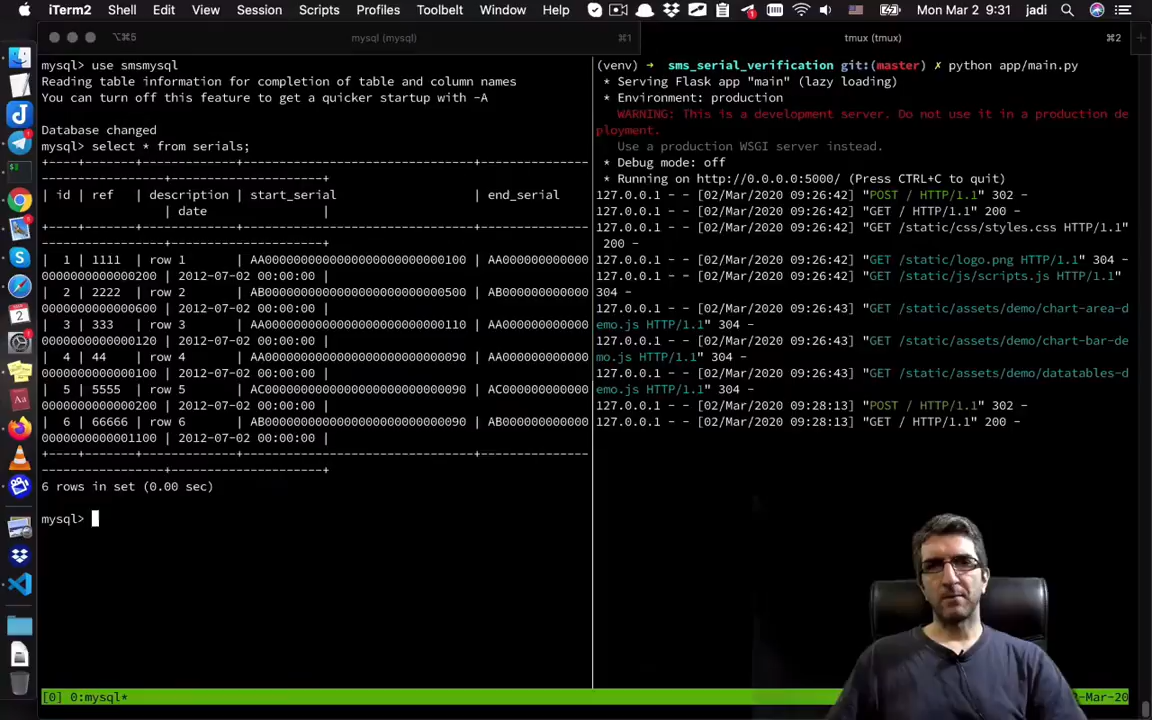 iTerm2 Shell Edit View Session Scripts Profiles Toolbelt Window Help Mon Mar 2 9:31 jadi
⌥⌘5 mysql (mysql) ⌘1 tmux (tmux) ⌘2
mysql> use smsmysql
Reading table information for completion of table and column names
You can turn off this feature to get a quicker startup with -A
Database changed
mysql> select * from serials;
+----+-------+-------------+--------------------------------+---------------
-----------------+---------------------+
| id | ref   | description | start_serial                   | end_serial
                 | date                |
+----+-------+-------------+--------------------------------+---------------
-----------------+---------------------+
| 1 | 1111 | row 1 | AA0000000000000000000000000100 | AA000000000000
0000000000000200 | 2012-07-02 00:00:00 |
| 2 | 2222 | row 2 | AB0000000000000000000000000500 | AB000000000000
0000000000000600 | 2012-07-02 00:00:00 |
| 3 | 333 | row 3 | AA0000000000000000000000000110 | AA000000000000
0000000000000120 | 2012-07-02 00:00:00 |
| 4 | 44 | row 4 | AA0000000000000000000000000090 | AA000000000000
0000000000000100 | 2012-07-02 00:00:00 |
| 5 | 5555 | row 5 | AC0000000000000000000000000090 | AC000000000000
0000000000000200 | 2012-07-02 00:00:00 |
| 6 | 66666 | row 6 | AB0000000000000000000000000090 | AB000000000000
0000000000001100 | 2012-07-02 00:00:00 |
+----+-------+-------------+--------------------------------+---------------
-----------------+---------------------+
6 rows in set (0.00 sec)
mysql>
(venv) → sms_serial_verification git:(master) ✗ python app/main.py
* Serving Flask app "main" (lazy loading)
* Environment: production
WARNING: This is a development server. Do not use it in a production de
ployment.
Use a production WSGI server instead.
* Debug mode: off
* Running on http://0.0.0.0:5000/ (Press CTRL+C to quit)
127.0.0.1 - - [02/Mar/2020 09:26:42] "POST / HTTP/1.1" 302 -
127.0.0.1 - - [02/Mar/2020 09:26:42] "GET / HTTP/1.1" 200 -
127.0.0.1 - - [02/Mar/2020 09:26:42] "GET /static/css/styles.css HTTP/1.1"
200 -
127.0.0.1 - - [02/Mar/2020 09:26:42] "GET /static/logo.png HTTP/1.1" 304 -
127.0.0.1 - - [02/Mar/2020 09:26:42] "GET /static/js/scripts.js HTTP/1.1"
304 -
127.0.0.1 - - [02/Mar/2020 09:26:43] "GET /static/assets/demo/chart-area-d
emo.js HTTP/1.1" 304 -
127.0.0.1 - - [02/Mar/2020 09:26:43] "GET /static/assets/demo/chart-bar-de
mo.js HTTP/1.1" 304 -
127.0.0.1 - - [02/Mar/2020 09:26:43] "GET /static/assets/demo/datatables-d
emo.js HTTP/1.1" 304 -
127.0.0.1 - - [02/Mar/2020 09:28:13] "POST / HTTP/1.1" 302 -
127.0.0.1 - - [02/Mar/2020 09:28:13] "GET / HTTP/1.1" 200 -
[0] 0:mysql* -Mar-20